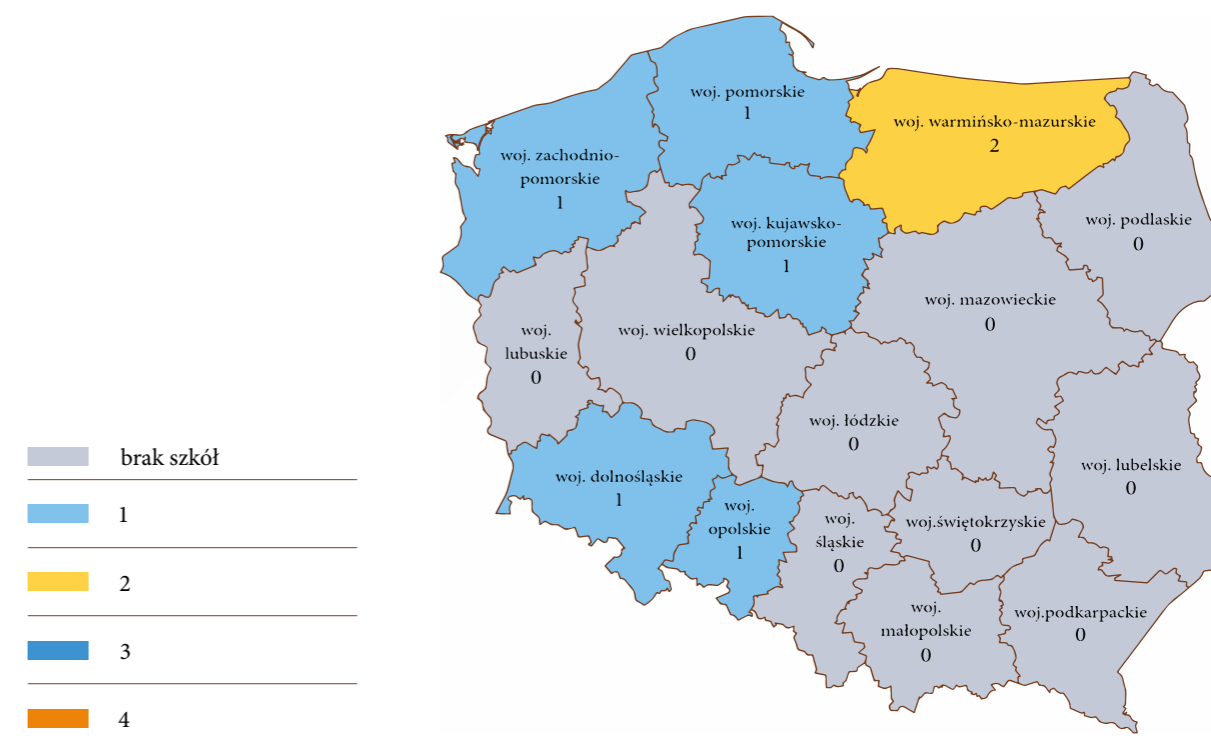 woj. pomorskie
1
woj. warmińsko-mazurskie
2
woj. zachodnio-
pomorskie
1
woj. kujawsko-
pomorskie
1
woj. podlaskie
0
woj. mazowieckie
0
woj.
lubuskie
0
woj. wielkopolskie
0
woj. łódzkie
0
woj. lubelskie
0
woj. dolnośląskie
1
woj.
opolskie
1
woj.
śląskie
0
woj.świętokrzyskie
0
woj.
małopolskie
0
woj.podkarpackie
0
brak szkół
1
2
3
4